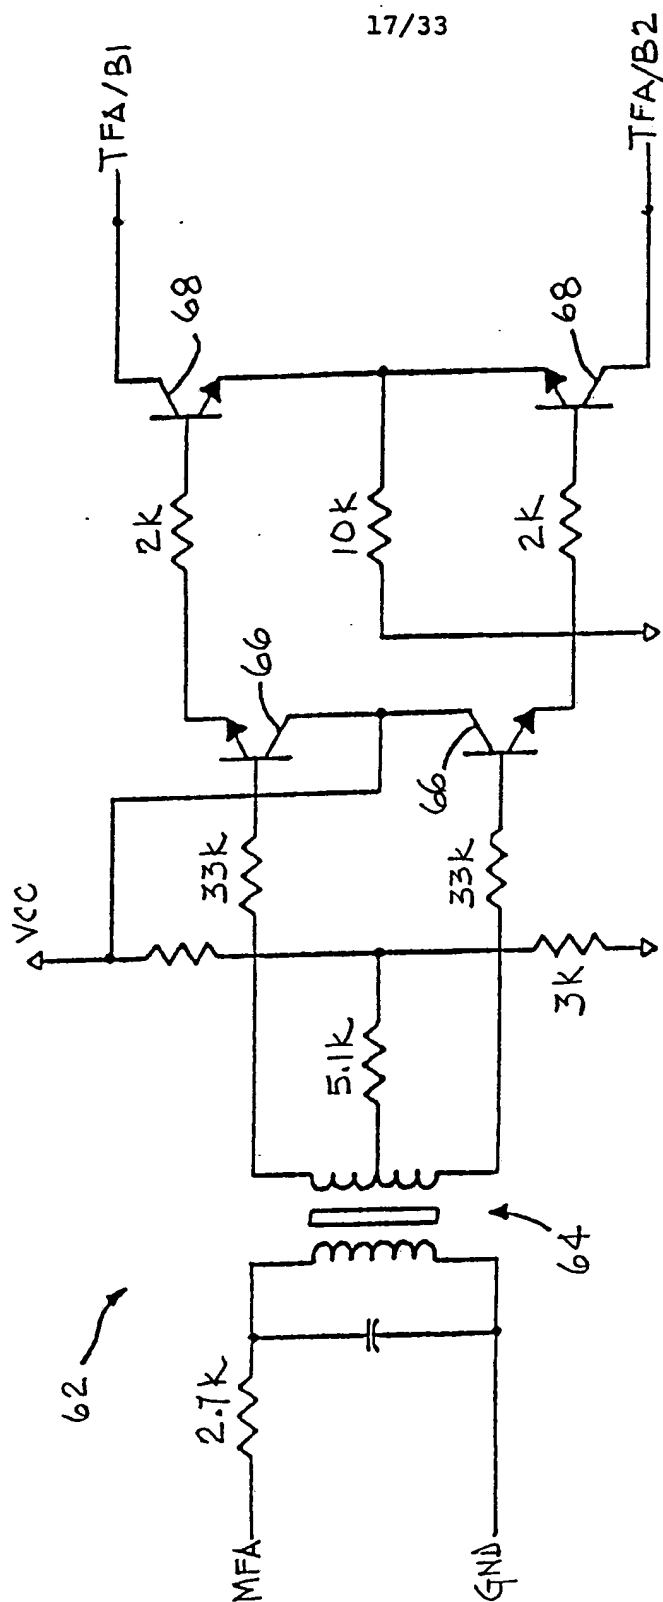 17/33
62
MFA
2.7K
GND
64
5.1K
VCC
33K
33K
3K
66
66
2K
10K
2K
68
68
TFA/B1
TFA/B2